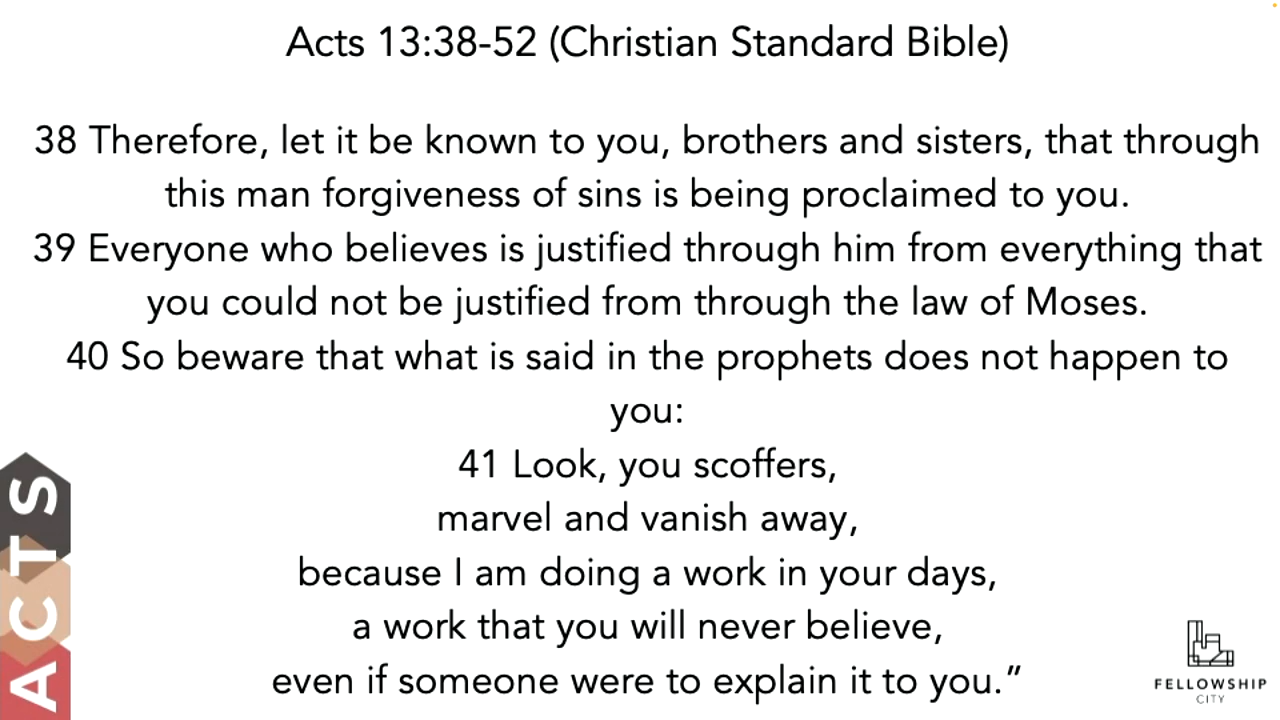 Acts 13:38-52 (Christian Standard Bible)
38 Therefore, let it be known to you, brothers and sisters, that through
this man forgiveness of sins is being proclaimed to you.
39 Everyone who believes is justified through him from everything that
you could not be justified from through the law of Moses.
40 So beware that what is said in the prophets does not happen to
you:
41 Look, you scoffers,
marvel and vanish away,
because I am doing a work in your days,
a work that you will never believe,
even if someone were to explain it to you.”
ACTS
FELLOWSHIP
CITY